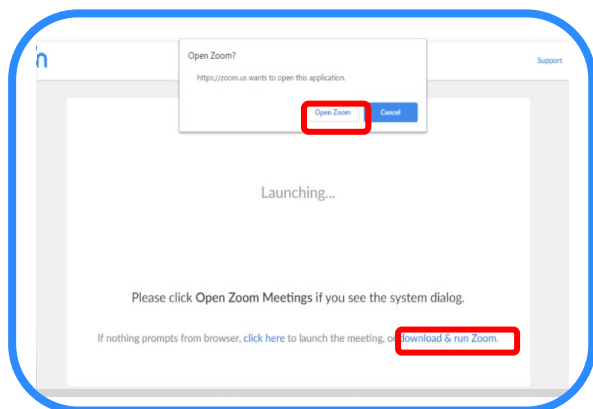 Open Zoom?
https://zoom.us wants to open this application.
Open Zoom Cancel
Support
Launching...
Please click Open Zoom Meetings if you see the system dialog.
If nothing prompts from browser, click here to launch the meeting, or download & run Zoom.